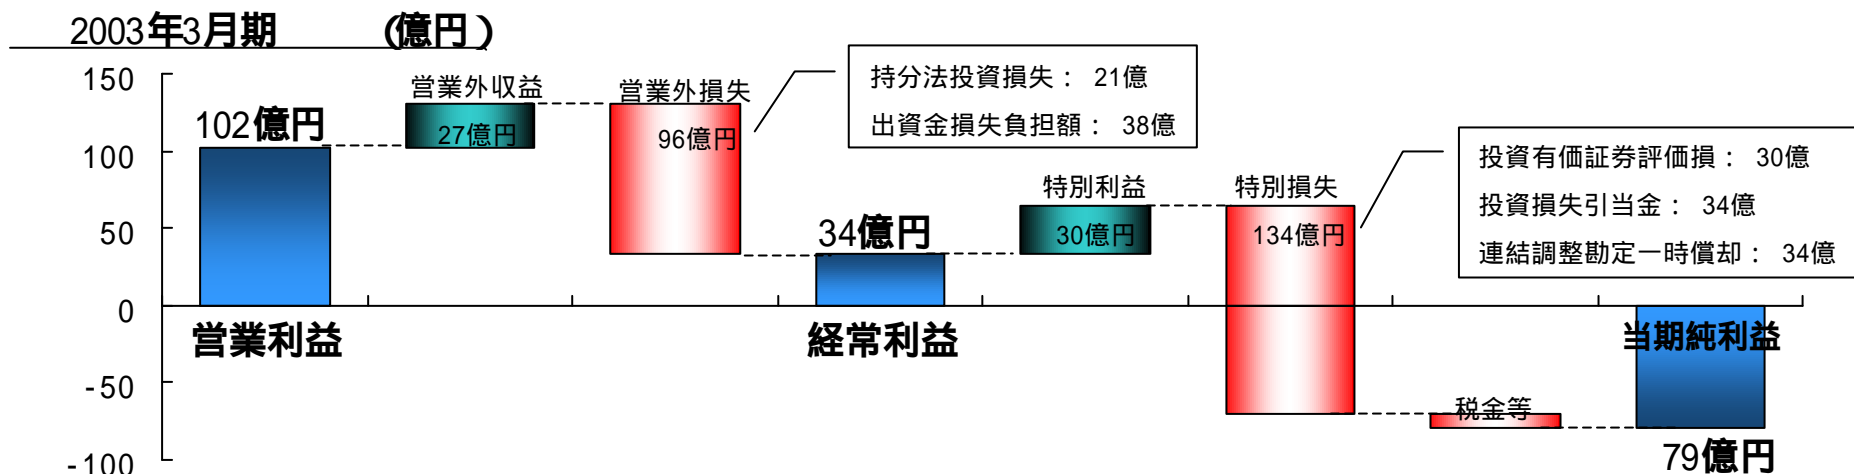 2003年3月期 (億円)
150
100
50
0
-50
-100
102億円
営業利益
営業外収益
27億円
営業外損失
96億円
持分法投資損失： 21億
出資金損失負担額： 38億
34億円
経常利益
特別利益
30億円
特別損失
134億円
投資有価証券評価損： 30億
投資損失引当金： 34億
連結調整勘定一時償却： 34億
税金等
当期純利益
79億円